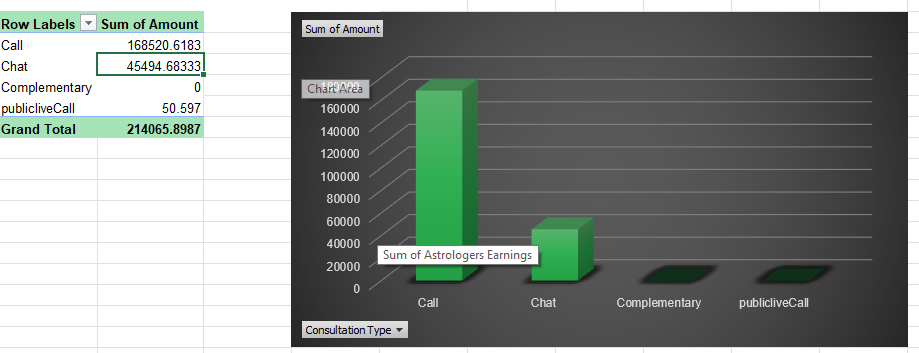 Row Labels Sum of Amount
Call 168520.6183
Chat 45494.68333
Complementary 0
publicliveCall 50.597
Grand Total 214065.8987
Sum of Amount
Chart Area
180000
160000
140000
120000
100000
80000
60000
40000
20000
0
Sum of Astrologers Earnings
Call Chat Complementary publicliveCall
Consultation Type